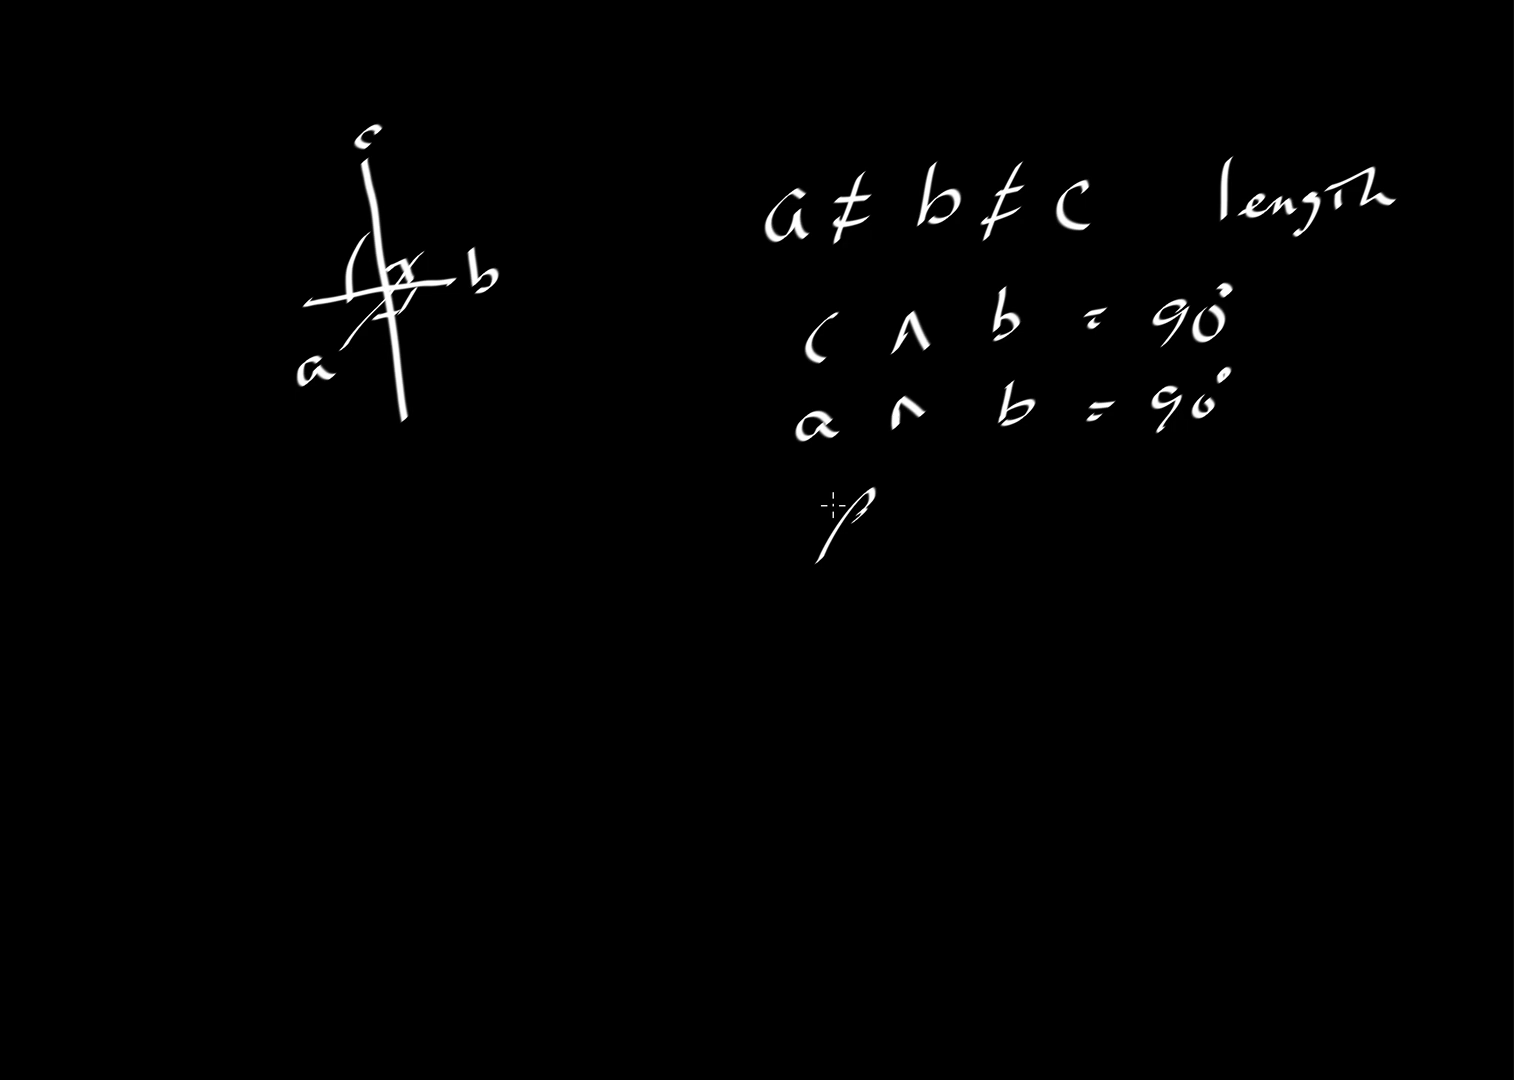 c
b
a
a ≠ b ≠ c length
c ∧ b = 90°
a ∧ b = 90°